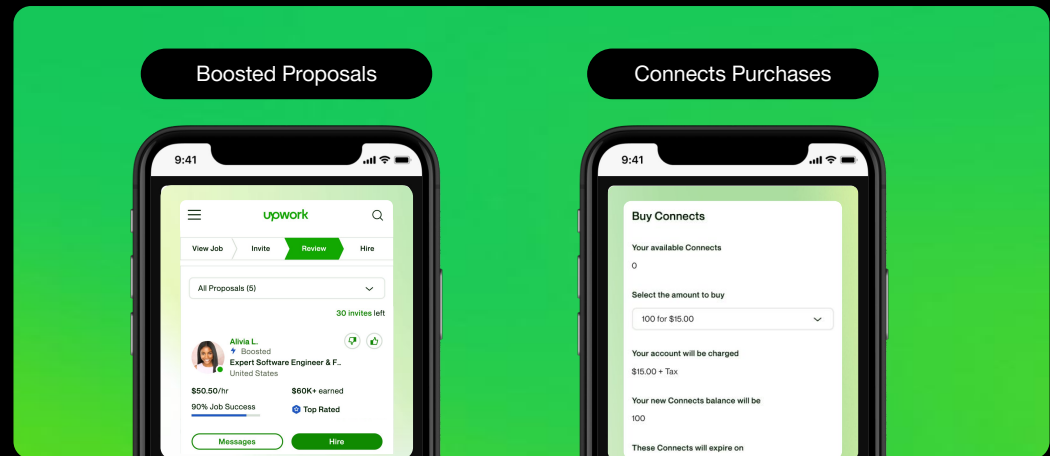 Boosted Proposals
9:41
upwork
View Job Invite Review Hire
All Proposals (5)
30 invites left
Alivia L.
Boosted
Expert Software Engineer & F..
United States
$50.50/hr $60K+ earned
90% Job Success Top Rated
Messages Hire
Connects Purchases
9:41
Buy Connects
Your available Connects
0
Select the amount to buy
100 for $15.00
Your account will be charged
$15.00 + Tax
Your new Connects balance will be
100
These Connects will expire on